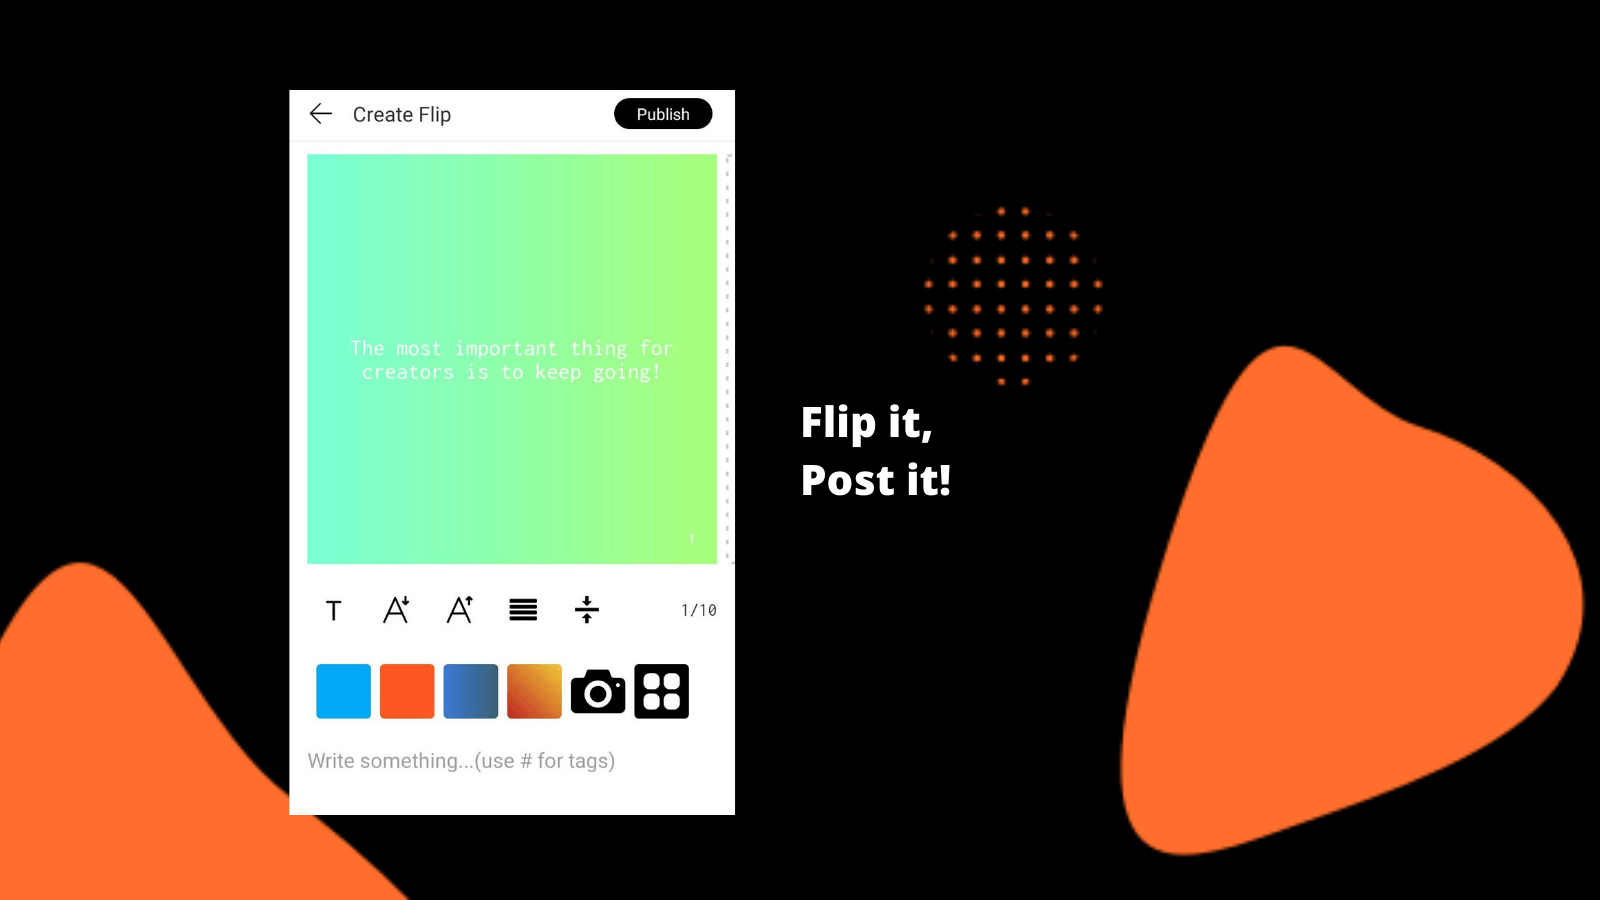 Create Flip
Publish
The most important thing for
creators is to keep going!
1
T
A
A
1/10
Write something...(use # for tags)
Flip it,
Post it!